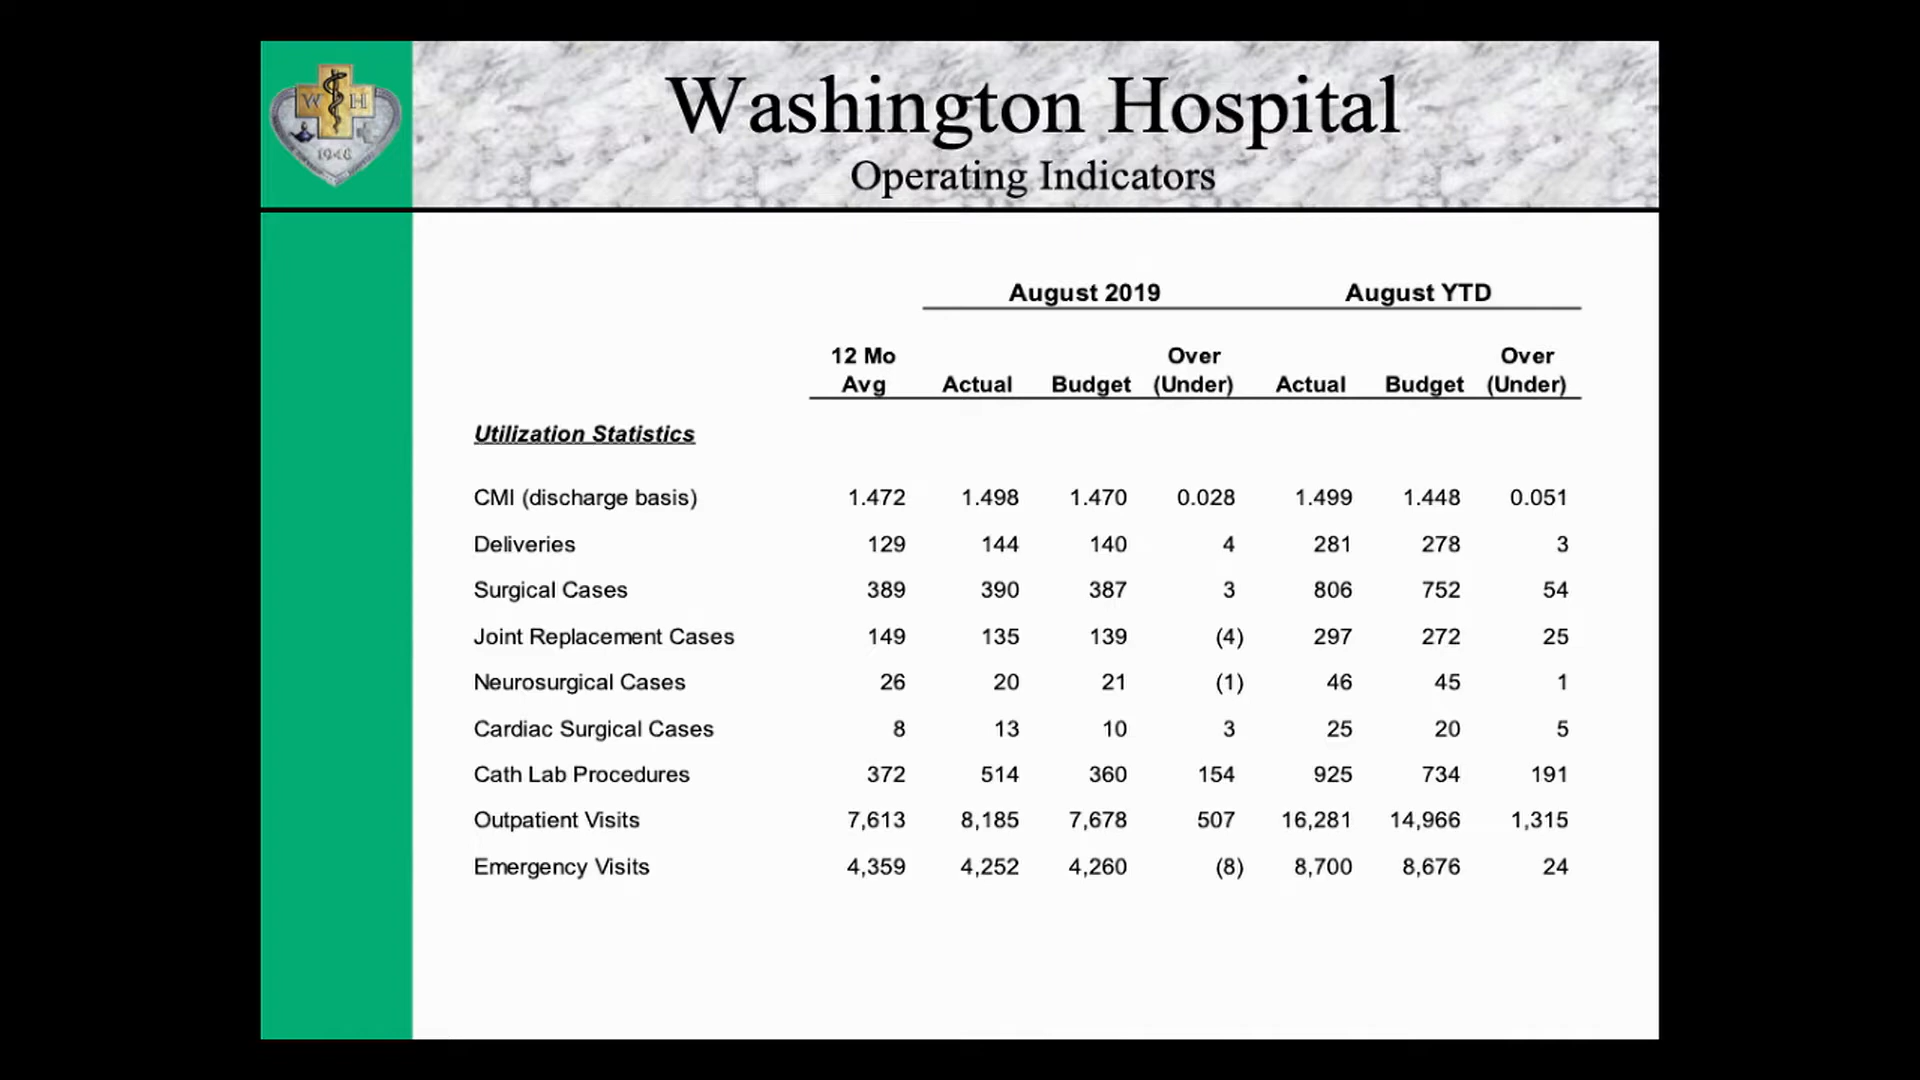 W H
1948
Washington Hospital
Operating Indicators
August 2019 August YTD
12 Mo Over Over
Avg Actual Budget (Under) Actual Budget (Under)
Utilization Statistics
CMI (discharge basis) 1.472 1.498 1.470 0.028 1.499 1.448 0.051
Deliveries 129 144 140 4 281 278 3
Surgical Cases 389 390 387 3 806 752 54
Joint Replacement Cases 149 135 139 (4) 297 272 25
Neurosurgical Cases 26 20 21 (1) 46 45 1
Cardiac Surgical Cases 8 13 10 3 25 20 5
Cath Lab Procedures 372 514 360 154 925 734 191
Outpatient Visits 7,613 8,185 7,678 507 16,281 14,966 1,315
Emergency Visits 4,359 4,252 4,260 (8) 8,700 8,676 24